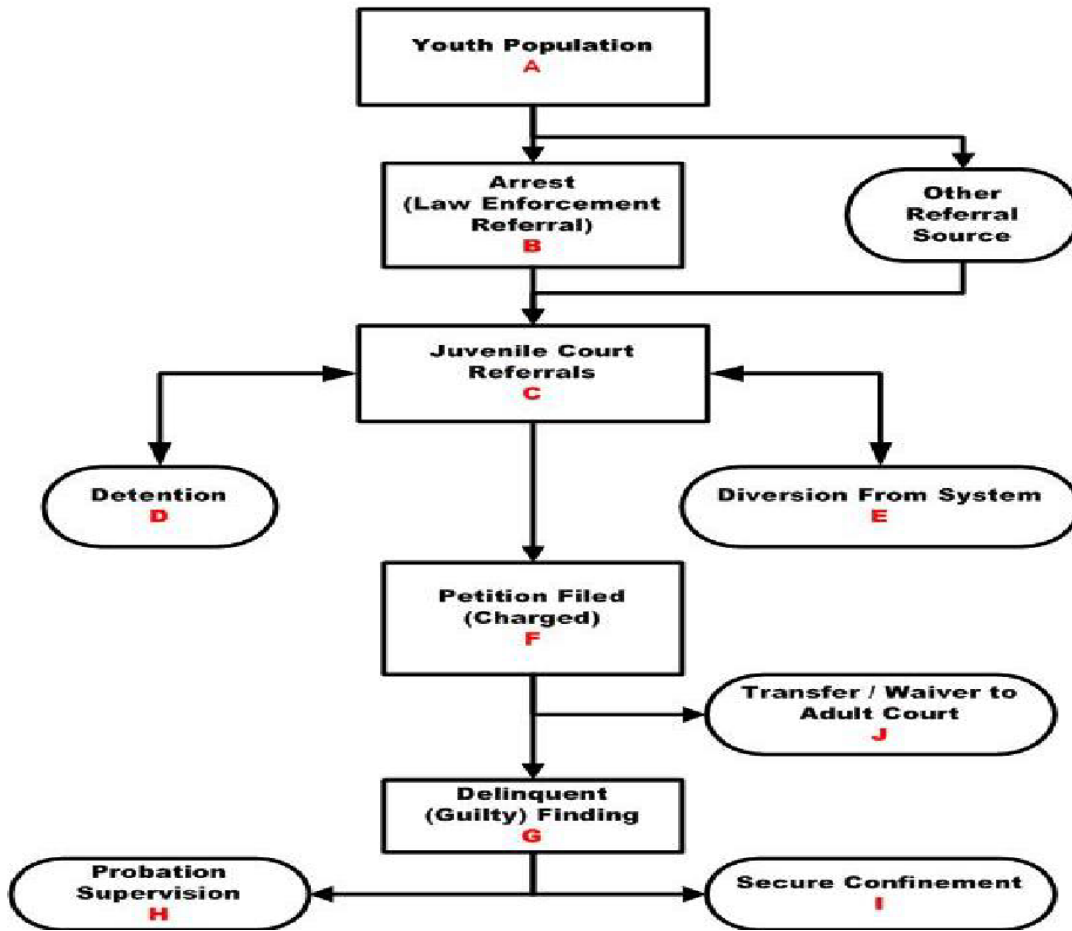 Youth Population
A
Arrest
(Law Enforcement
Referral)
B
Other
Referral
Source
Juvenile Court
Referrals
C
Detention
D
Diversion From System
E
Petition Filed
(Charged)
F
Transfer / Waiver to
Adult Court
J
Delinquent
(Guilty) Finding
G
Probation
Supervision
H
Secure Confinement
I